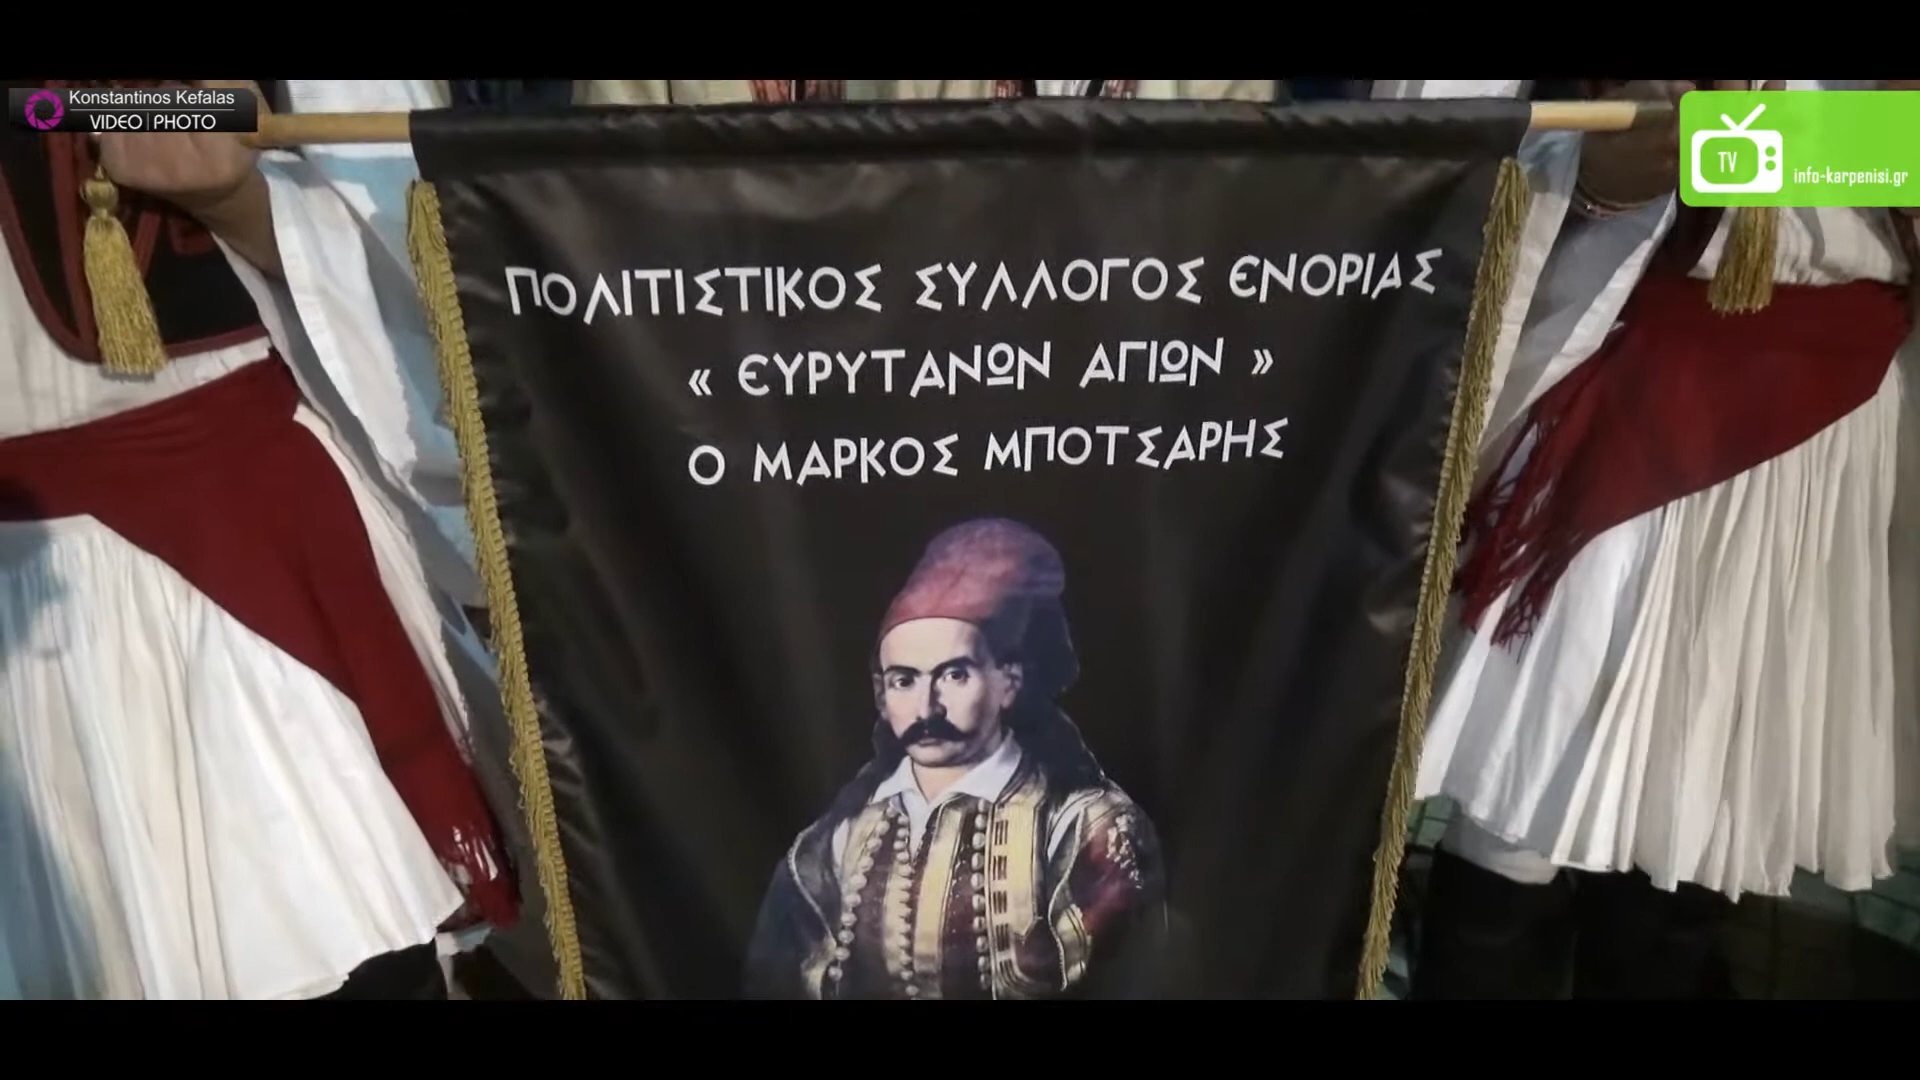 Konstantinos Kefalas
VIDEO | PHOTO
TV
info-karpenisi.gr
ΠΟΛΙΤΙΣΤΙΚΟΣ ΣΥΛΛΟΓΟΣ ΕΝΟΡΙΑΣ
« ΕΥΡΥΤΑΝΩΝ ΑΓΙΩΝ »
Ο ΜΑΡΚΟΣ ΜΠΟΤΣΑΡΗΣ